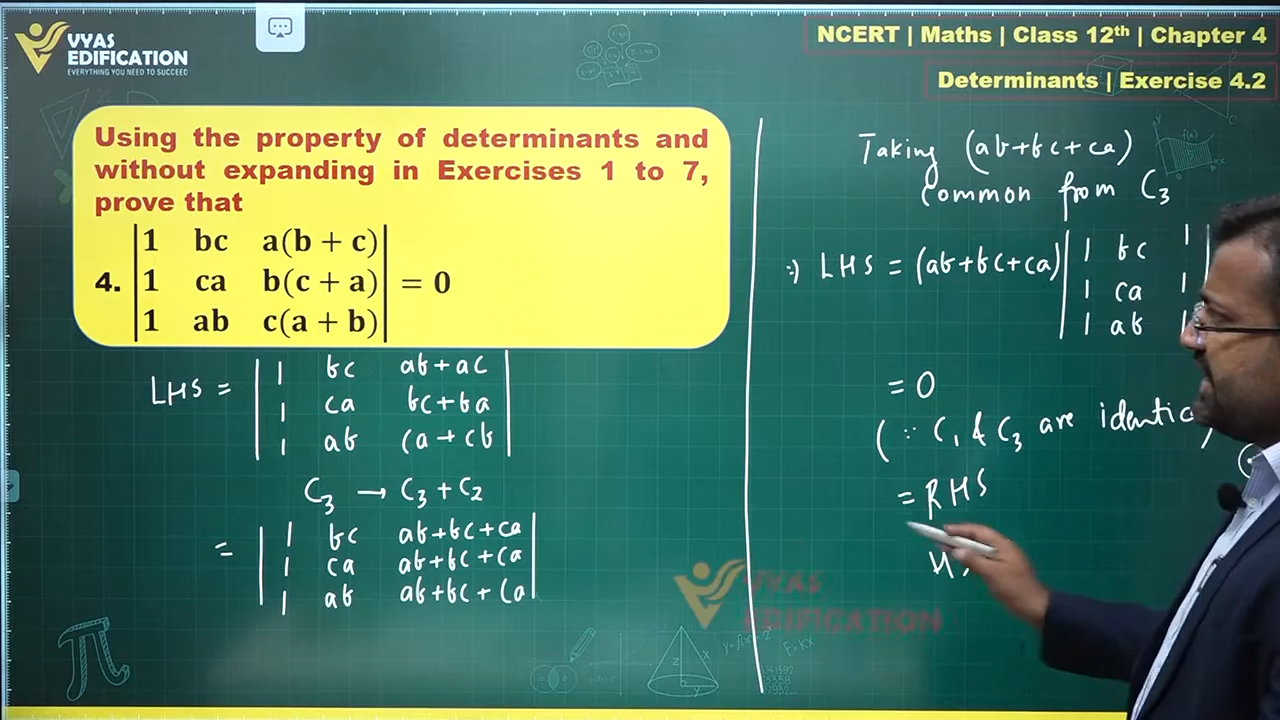 VYAS
EDIFICATION
EVERYTHING YOU NEED TO SUCCEED
NCERT | Maths | Class 12th | Chapter 4
Determinants | Exercise 4.2
Using the property of determinants and
without expanding in Exercises 1 to 7,
prove that
1 bc a(b + c)
4. 1 ca b(c + a) = 0
1 ab c(a + b)
LHS = | 1 bc ab+ac |
1 ca bc+ba
1 ab ca+cb
C3 → C3 + C2
= | 1 bc ab+bc+ca |
1 ca ab+bc+ca
1 ab ab+bc+ca
Taking (ab+bc+ca)
common from C3
∴ LHS = (ab+bc+ca) | 1 bc 1 |
1 ca 1
1 ab 1
= 0
(∵ C1 & C3 are identic
= RHS
H.
VYAS
EDIFICATION